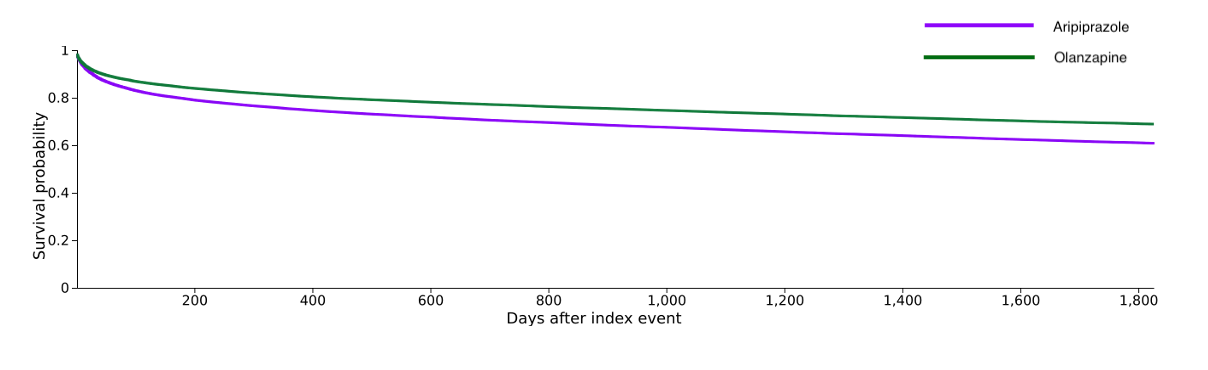 Aripiprazole
Olanzapine
Survival probability
1
0.8
0.6
0.4
0.2
0
200 400 600 800 1,000 1,200 1,400 1,600 1,800
Days after index event